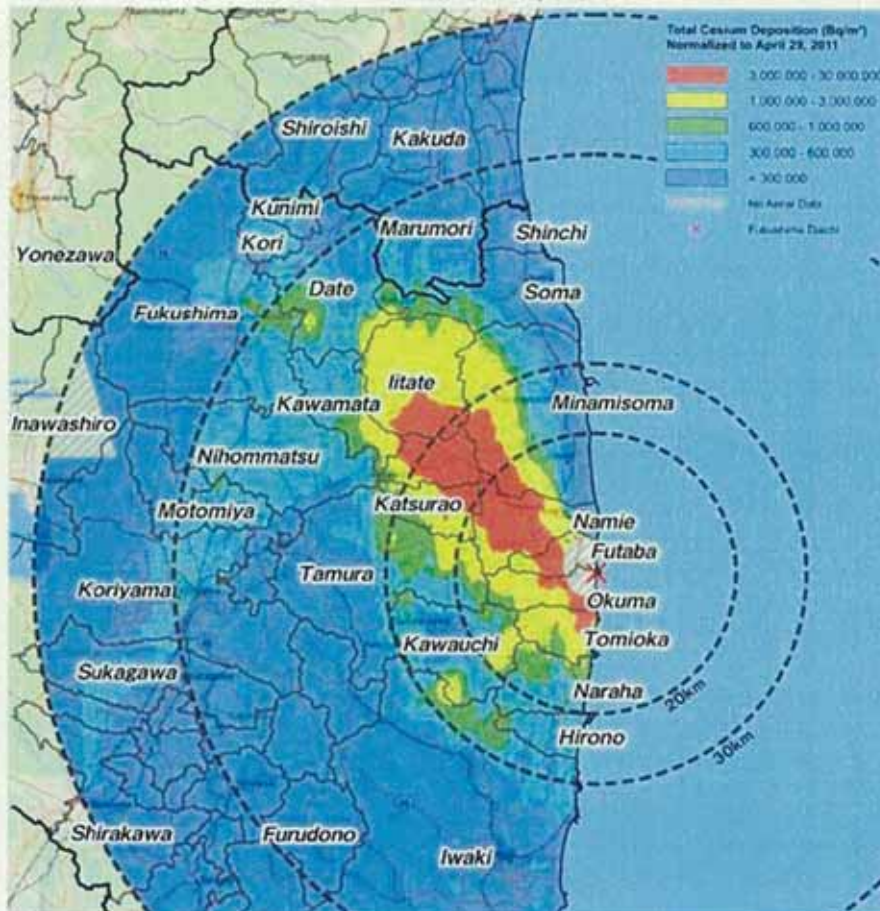 Total Cesium Deposition (Bq/m²)
Normalized to April 29, 2011
3,000,000 - 30,000,000
1,000,000 - 3,000,000
600,000 - 1,000,000
300,000 - 600,000
< 300,000
No Aerial Data
Fukushima Daiichi
Shiroishi
Kakuda
Kunimi
Marumori
Shinchi
Kori
Yonezawa
Date
Soma
Fukushima
Iitate
Kawamata
Minamisoma
Inawashiro
Nihommatsu
Motomiya
Katsurao
Namie
Futaba
Tamura
Koriyama
Okuma
Kawauchi
Tomioka
Sukagawa
Naraha
20km
Hirono
30km
Shirakawa
Furudono
Iwaki